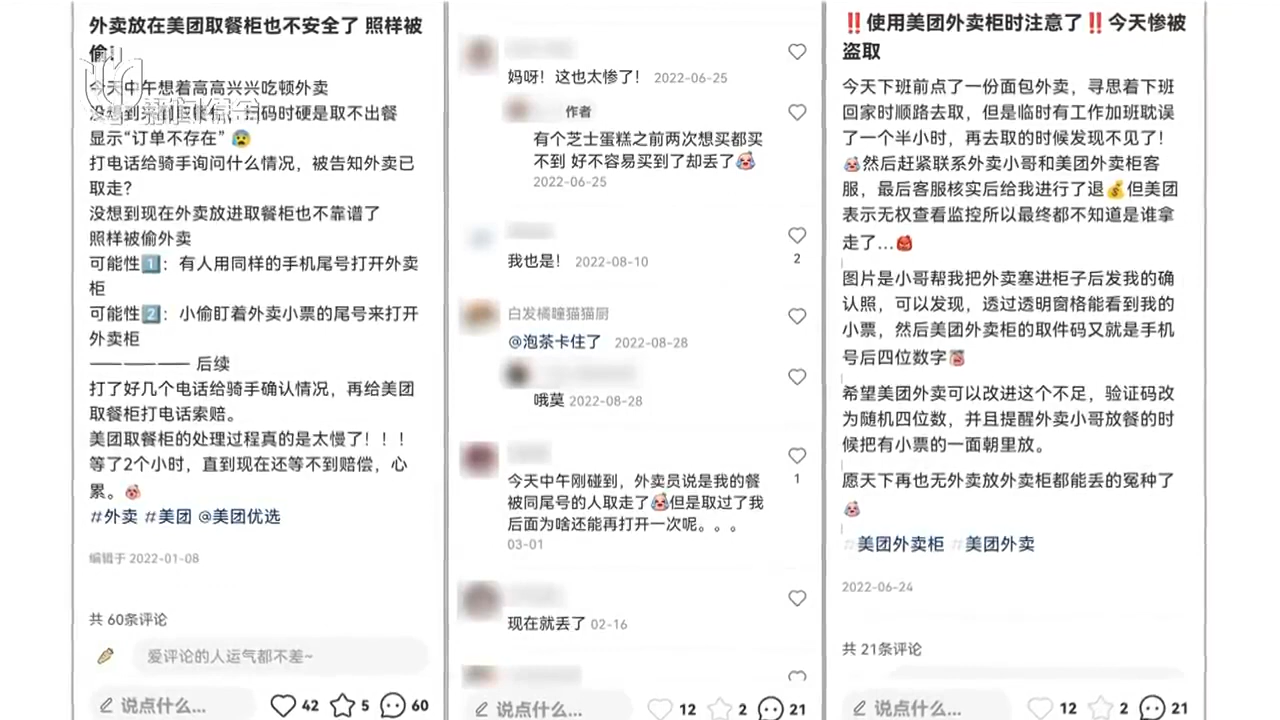 外卖放在美团取餐柜也不安全了 照样被
偷!
今天中午想着高高兴兴吃顿外卖
扫码时硬是取不出餐
显示“订单不存在”😰
打电话给骑手询问什么情况，被告知外卖已
取走？
没想到现在外卖放进取餐柜也不靠谱了
照样被偷外卖
可能性1️⃣：有人用同样的手机尾号打开外卖
柜
可能性2️⃣：小偷盯着外卖小票的尾号来打开
外卖柜
————— 后续
打了好几个电话给骑手确认情况，再给美团
取餐柜打电话索赔。
美团取餐柜的处理过程真的是太慢了！！！
等了2个小时，直到现在还等不到赔偿，心
累。
#外卖 #美团 @美团优选
编辑于 2022-01-08
共 60条评论
爱评论的人运气都不差~
说点什么... 42 5 60
妈呀！这也太惨了！ 2022-06-25
作者
有个芝士蛋糕之前两次想买都买
不到 好不容易买到了却丢了
2022-06-25
我也是！ 2022-08-10
2
白发橘瞳猫猫厨
@泡茶卡住了 2022-08-28
哦莫 2022-08-28
今天中午刚碰到，外卖员说是我的餐
被同尾号的人取走了但是取过了我
后面为啥还能再打开一次呢。。。
03-01
1
现在就丢了 02-16
说点什么... 12 2 21
‼️使用美团外卖柜时注意了‼️今天惨被
盗取
今天下班前点了一份面包外卖，寻思着下班
回家时顺路去取，但是临时有工作加班耽误
了一个半小时，再去取的时候发现不见了！
然后赶紧联系外卖小哥和美团外卖柜客
服，最后客服核实后给我进行了退💰但美团
表示无权查看监控所以最终都不知道是谁拿
走了...👹
图片是小哥帮我把外卖塞进柜子后发我的确
认照，可以发现，透过透明窗格能看到我的
小票，然后美团外卖柜的取件码又就是手机
号后四位数字
希望美团外卖可以改进这个不足，验证码改
为随机四位数，并且提醒外卖小哥放餐的时
候把有小票的一面朝里放。
愿天下再也无外卖放外卖柜都能丢的冤种了
#美团外卖柜 #美团外卖
2022-06-24
共 21条评论
说点什么... 12 2 21